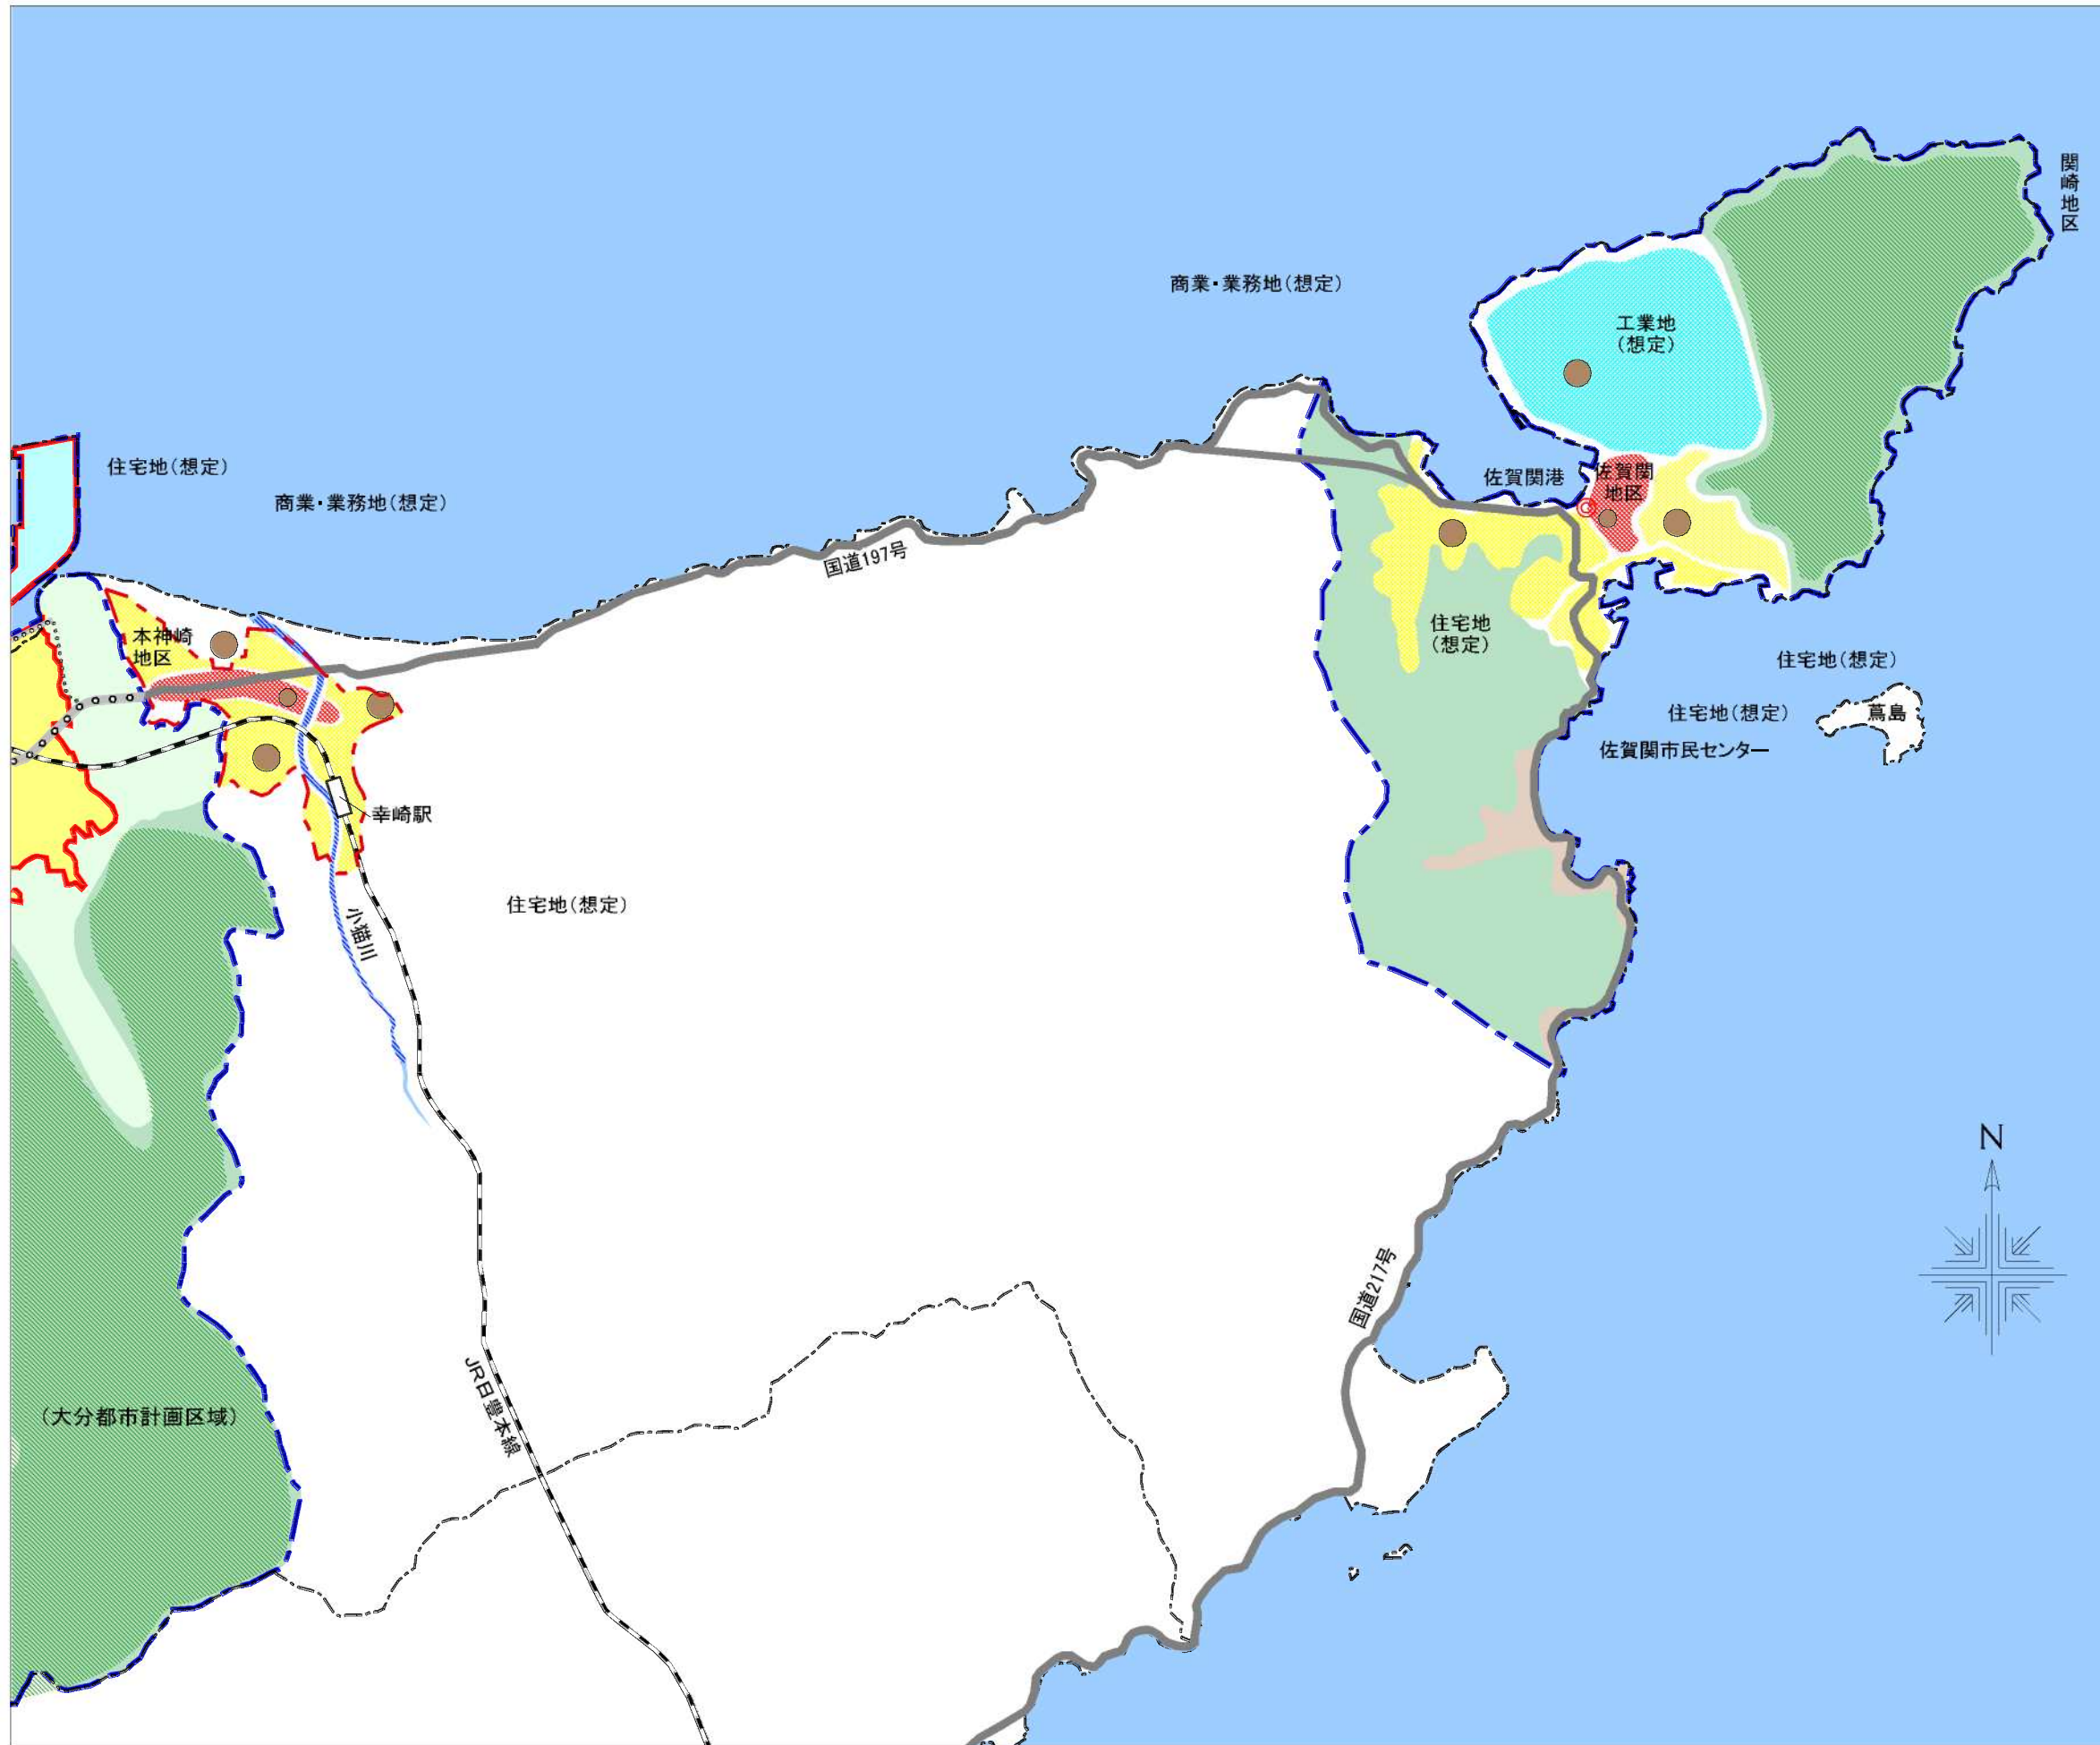 関崎地区
商業・業務地（想定）
工業地
（想定）
住宅地（想定）
商業・業務地（想定）
佐賀関港
佐賀関
地区
国道197号
本神崎
地区
住宅地
（想定）
住宅地（想定）
住宅地（想定）
蔦島
佐賀関市民センター
幸崎駅
住宅地（想定）
小猫川
N
国道217号
JR日豊本線
（大分都市計画区域）